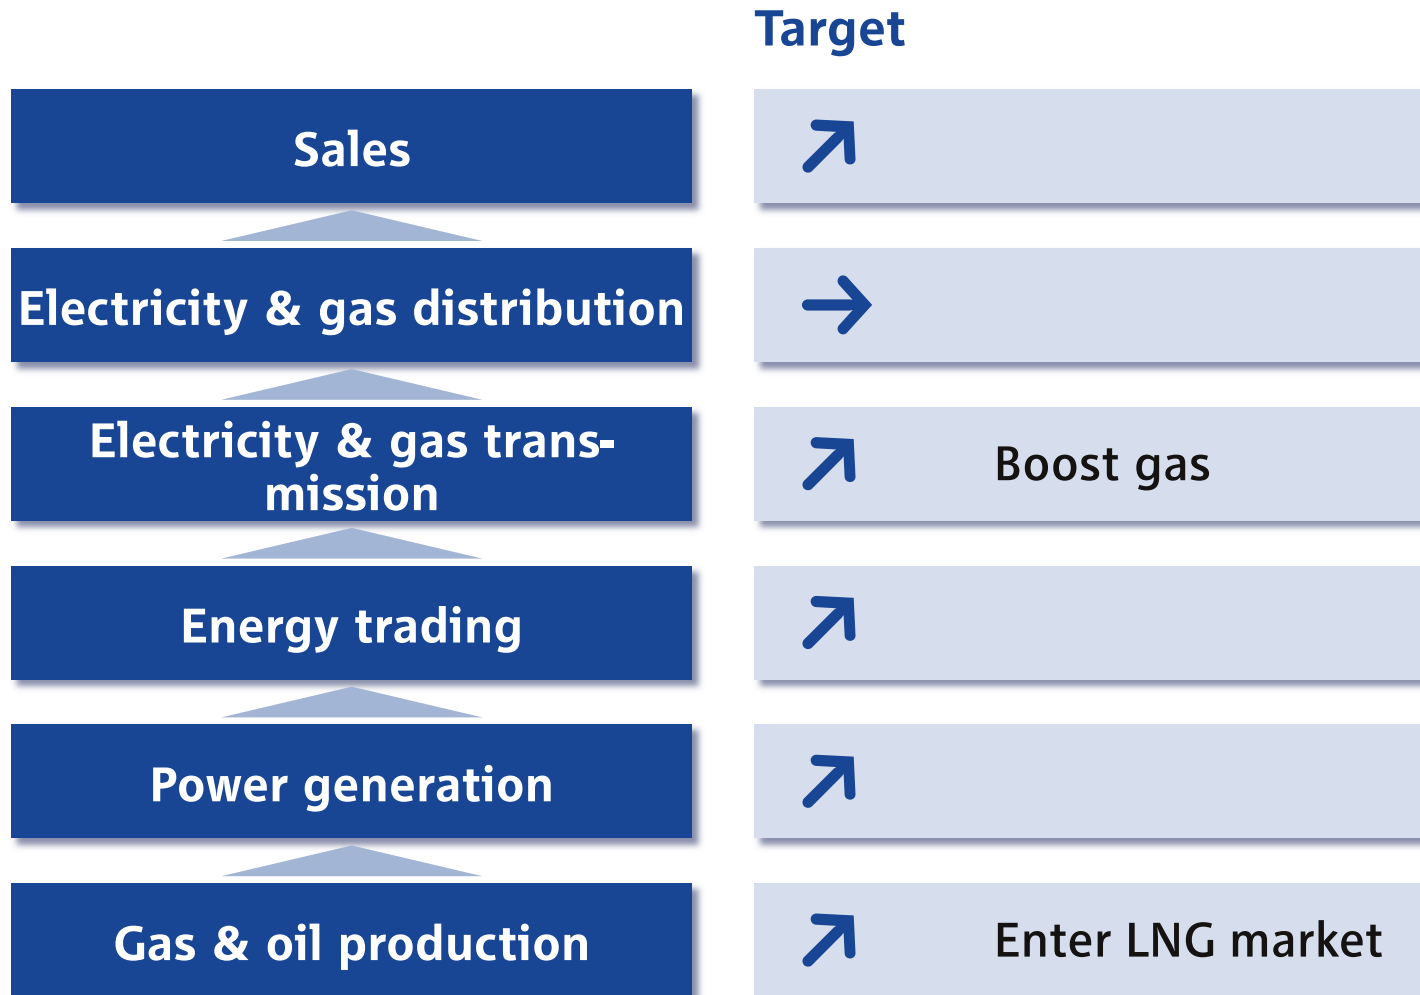 Target
Sales
Electricity & gas distribution
Electricity & gas trans-
mission
Boost gas
Energy trading
Power generation
Gas & oil production
Enter LNG market